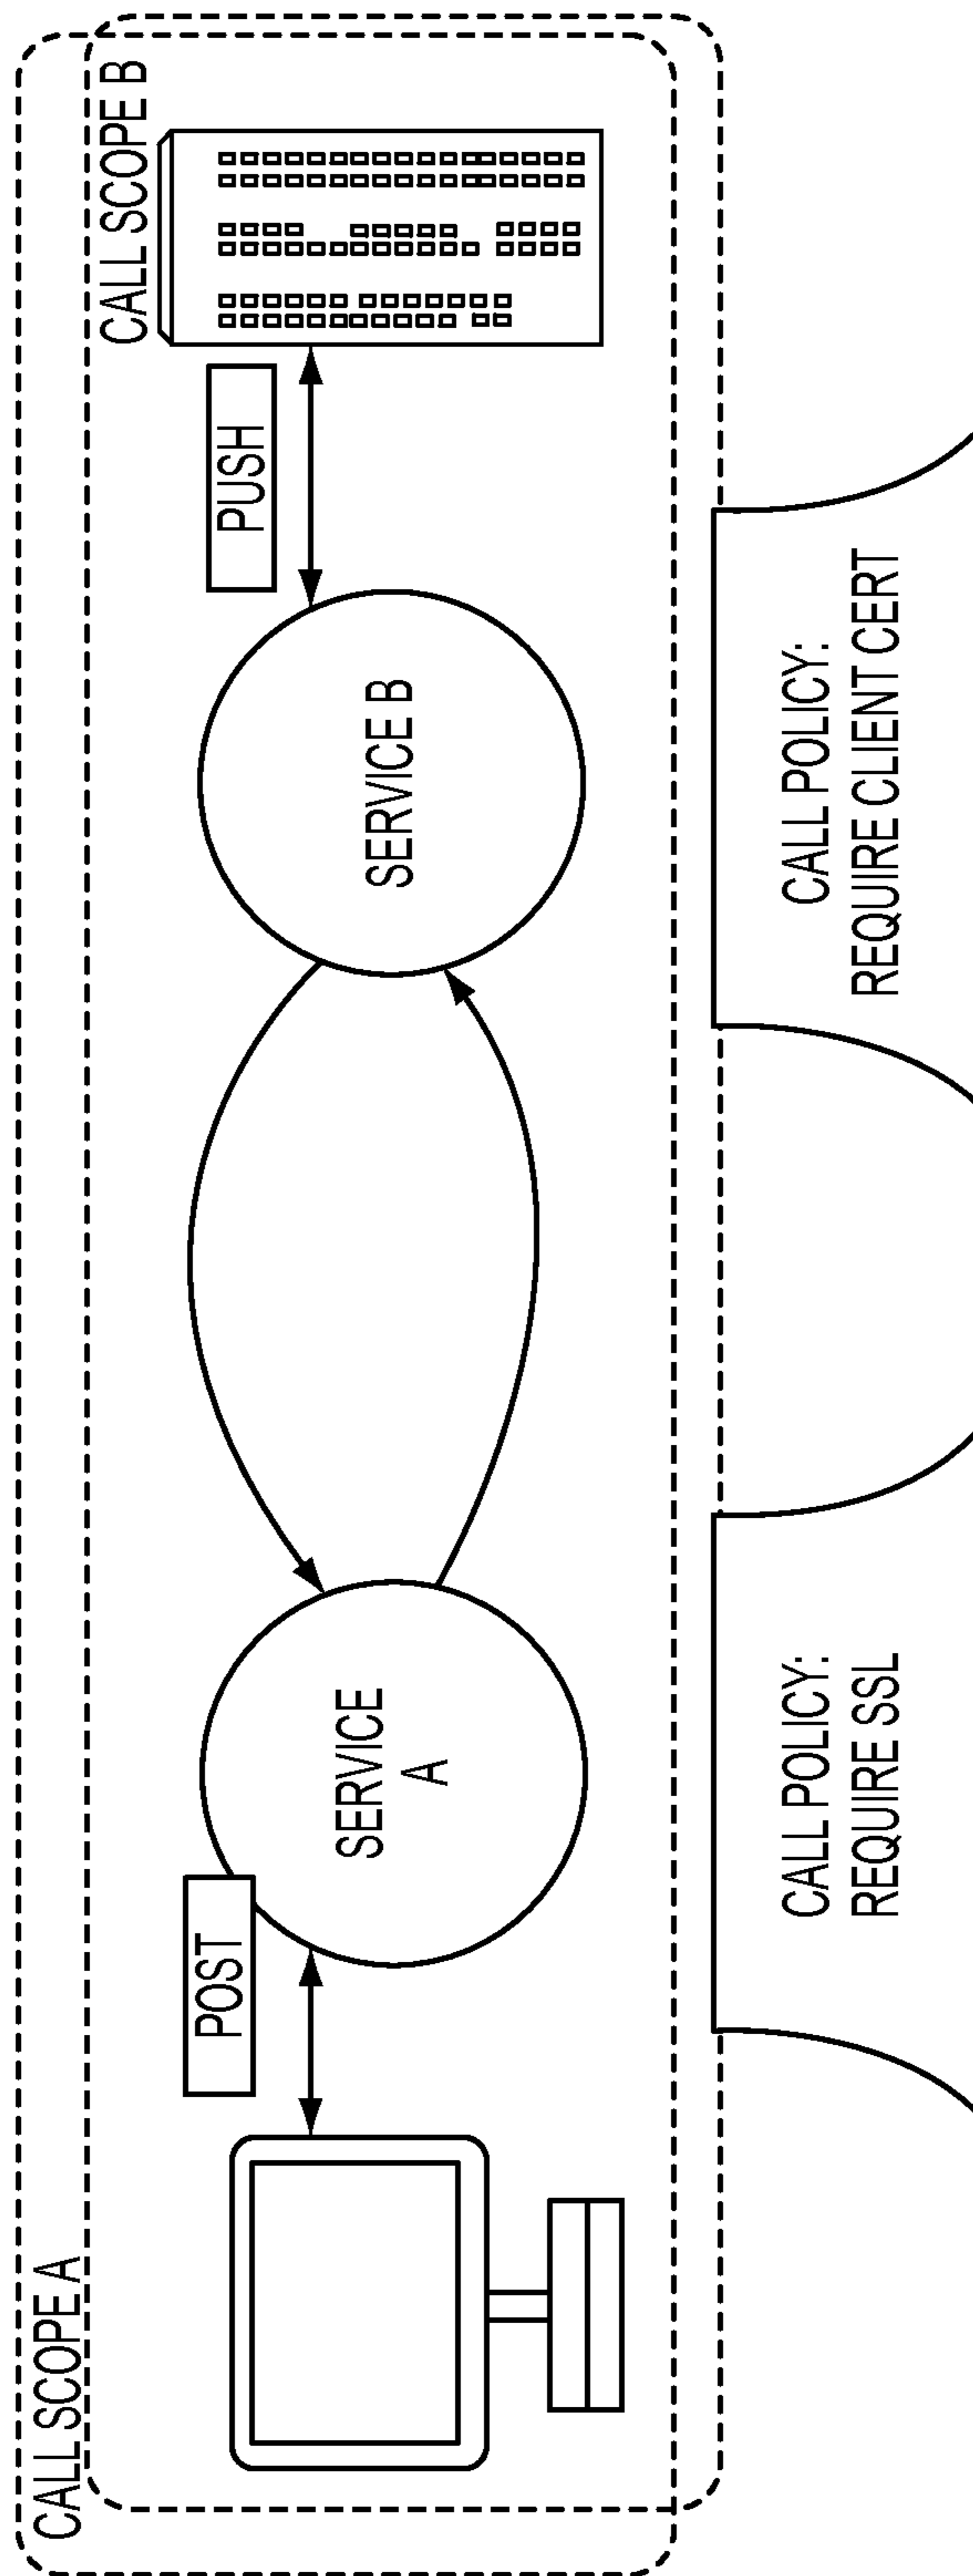 CALL SCOPE A
CALL SCOPE B
POST
PUSH
SERVICE
A
SERVICE B
CALL POLICY:
REQUIRE SSL
CALL POLICY:
REQUIRE CLIENT CERT